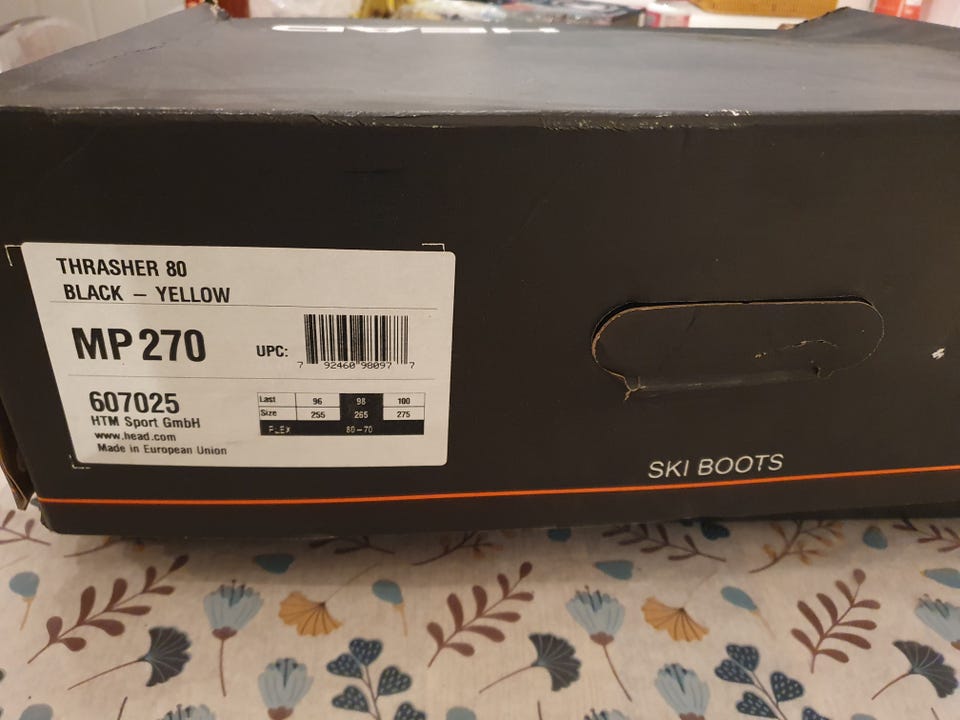 HEAD
THRASHER 80
BLACK – YELLOW
MP 270
UPC:
7 92460 98097 7
607025
HTM Sport GmbH
www.head.com
Made in European Union
Last 96 98 100
Size 255 265 275
FLEX 80-70
SKI BOOTS